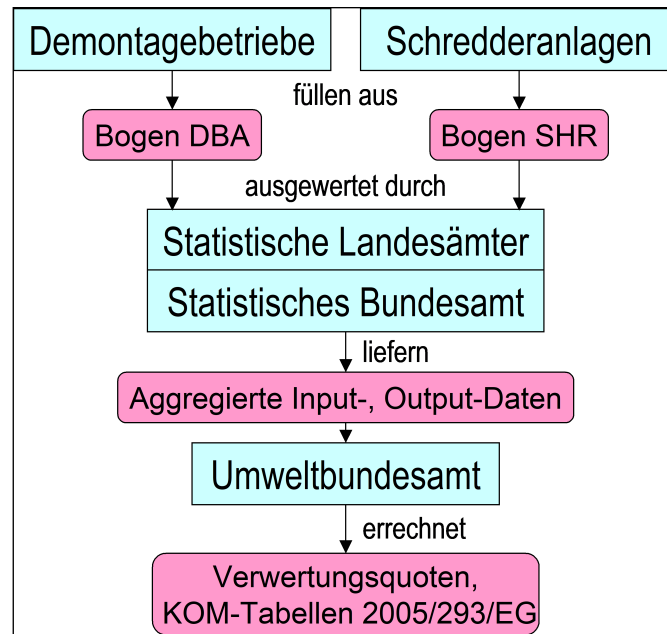 Demontagebetriebe
Schredderanlagen
füllen aus
Bogen DBA
Bogen SHR
ausgewertet durch
Statistische Landesämter
Statistisches Bundesamt
liefern
Aggregierte Input-, Output-Daten
Umweltbundesamt
errechnet
Verwertungsquoten,
KOM-Tabellen 2005/293/EG